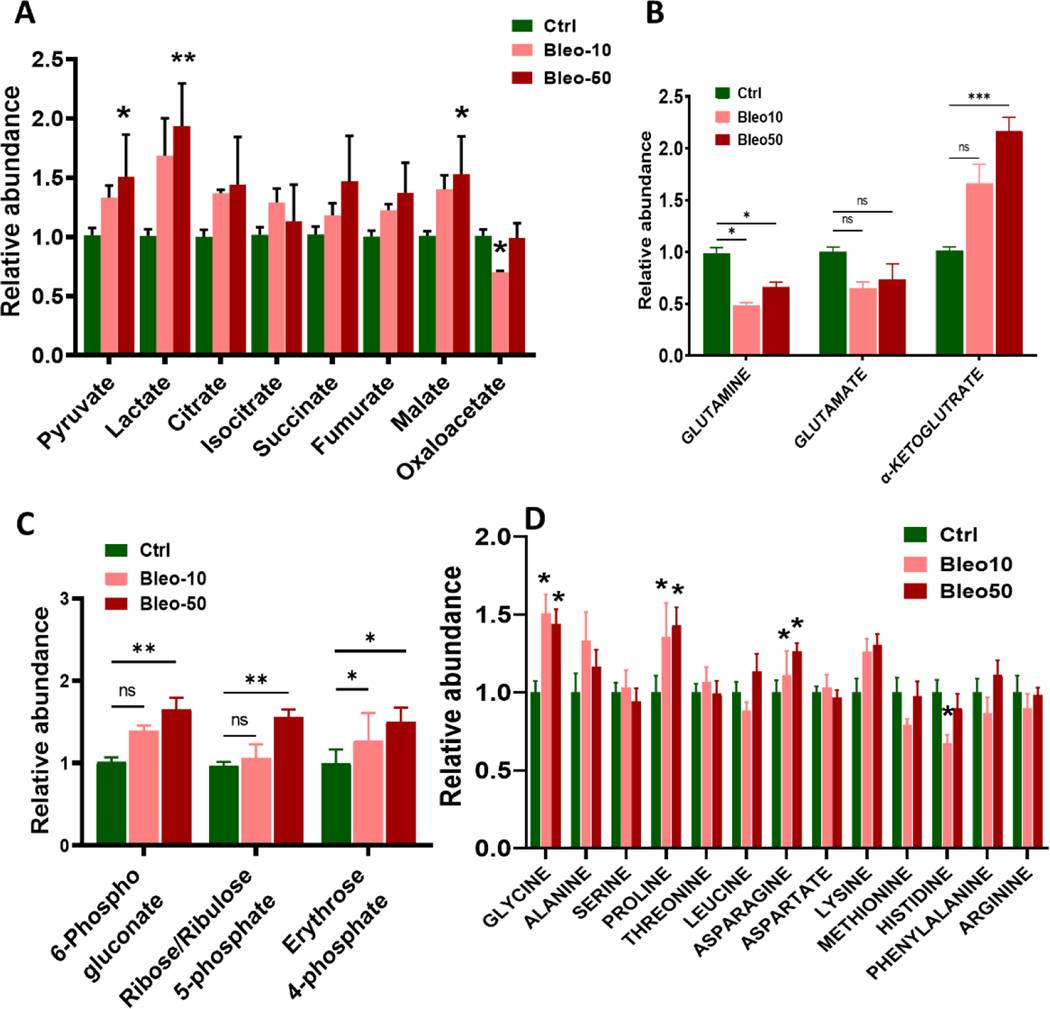 A
Ctrl
Bleo-10
Bleo-50
Relative abundance
2.5
2.0
1.5
1.0
0.5
0.0
*
**
*
*
Pyruvate
Lactate
Citrate
Isocitrate
Succinate
Fumurate
Malate
Oxaloacetate
B
Ctrl
Bleo10
Bleo50
Relative abundance
2.5
2.0
1.5
1.0
0.5
0.0
*
*
ns
ns
***
ns
GLUTAMINE
GLUTAMATE
α-KETOGLUTRATE
C
Ctrl
Bleo-10
Bleo-50
Relative abundance
3
2
1
0
**
ns
**
ns
*
*
6-Phospho
gluconate
Ribose/Ribulose
5-phosphate
Erythrose
4-phosphate
D
Ctrl
Bleo10
Bleo50
Relative abundance
2.0
1.5
1.0
0.5
0.0
*
*
*
*
*
*
*
GLYCINE
ALANINE
SERINE
PROLINE
THREONINE
LEUCINE
ASPARAGINE
ASPARTATE
LYSINE
METHIONINE
HISTIDINE
PHENYLALANINE
ARGININE